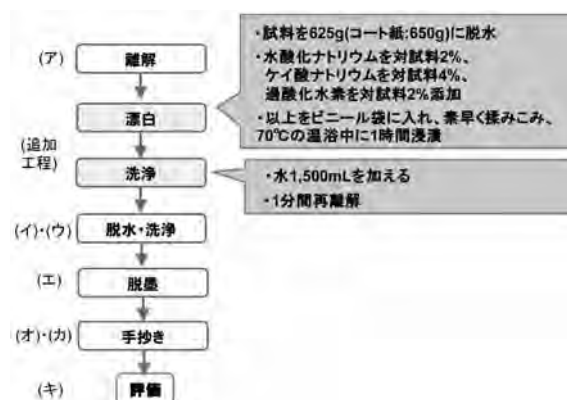 (ア)
離解
・試料を625g(コート紙:650g)に脱水
・水酸化ナトリウムを対試料2%、
ケイ酸ナトリウムを対試料4%、
過酸化水素を対試料2%添加
・以上をビニール袋に入れ、素早く揉みこみ、
70℃の温浴中に1時間浸漬
漂白
(追加
工程)
洗浄
・水1,500mLを加える
・1分間再離解
(イ)・(ウ)
脱水・洗浄
(エ)
脱墨
(オ)・(カ)
手抄き
(キ)
評価